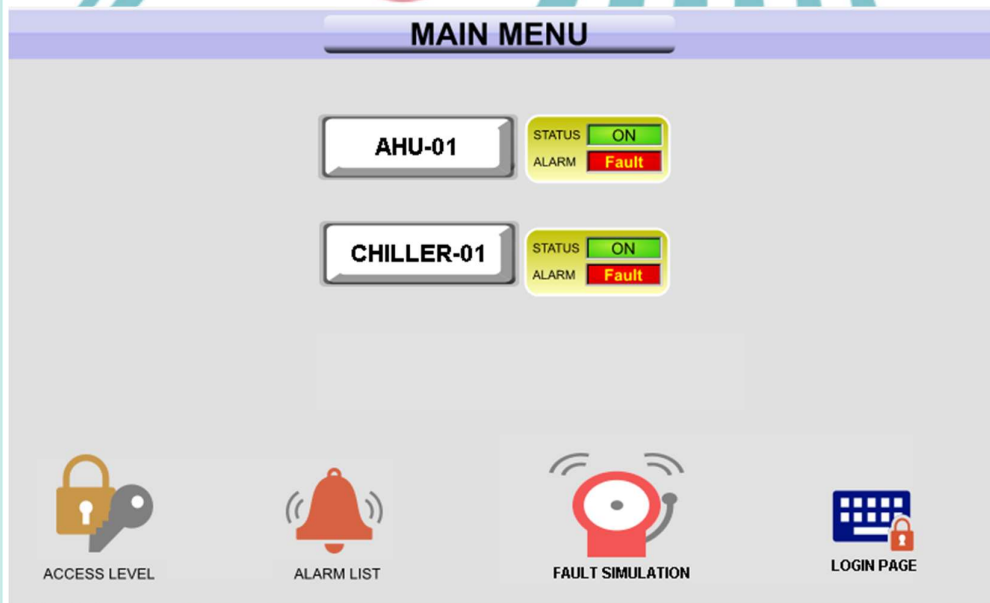 MAIN MENU
AHU-01
STATUS ON
ALARM Fault
CHILLER-01
STATUS ON
ALARM Fault
ACCESS LEVEL
ALARM LIST
FAULT SIMULATION
LOGIN PAGE